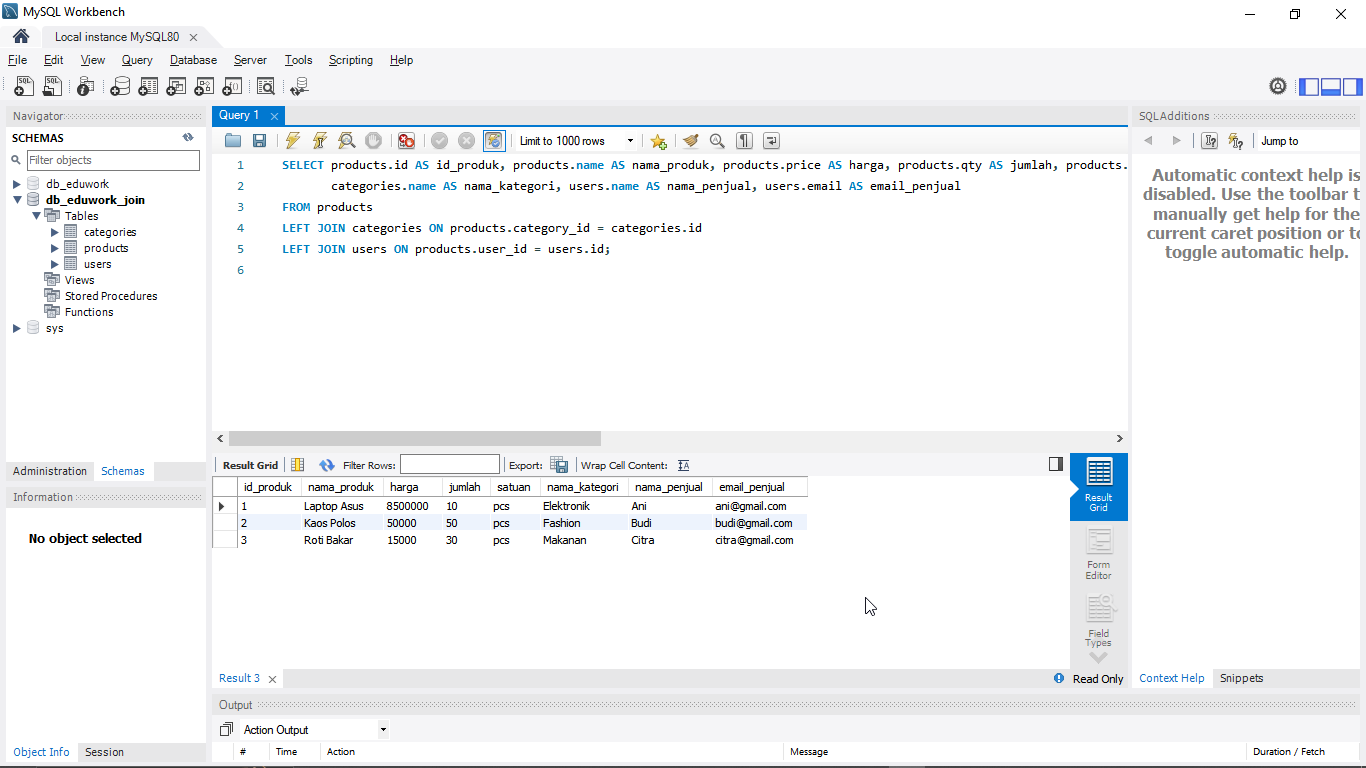 MySQL Workbench
Local instance MySQL80
File Edit View Query Database Server Tools Scripting Help
Navigator
SCHEMAS
Filter objects
db_eduwork
db_eduwork_join
Tables
categories
products
users
Views
Stored Procedures
Functions
sys
Administration Schemas
Information
No object selected
Object Info Session
Query 1
Limit to 1000 rows
1 SELECT products.id AS id_produk, products.name AS nama_produk, products.price AS harga, products.qty AS jumlah, products.
2 categories.name AS nama_kategori, users.name AS nama_penjual, users.email AS email_penjual
3 FROM products
4 LEFT JOIN categories ON products.category_id = categories.id
5 LEFT JOIN users ON products.user_id = users.id;
6
Result Grid Filter Rows: Export: Wrap Cell Content:
id_produk nama_produk harga jumlah satuan nama_kategori nama_penjual email_penjual
1 Laptop Asus 8500000 10 pcs Elektronik Ani ani@gmail.com
2 Kaos Polos 50000 50 pcs Fashion Budi budi@gmail.com
3 Roti Bakar 15000 30 pcs Makanan Citra citra@gmail.com
Result
Grid
Form
Editor
Field
Types
Result 3
Read Only
Output
Action Output
# Time Action Message Duration / Fetch
SQLAdditions
Jump to
Automatic context help is
disabled. Use the toolbar t
manually get help for the
current caret position or to
toggle automatic help.
Context Help Snippets